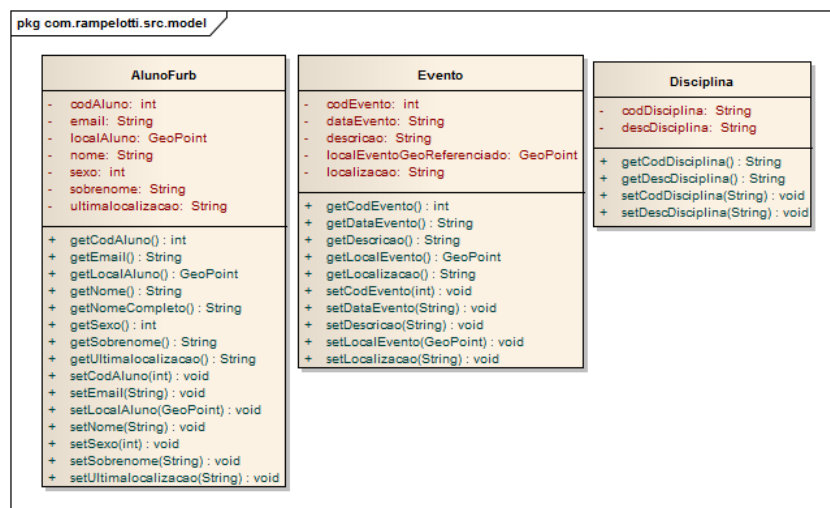 pkg com.rampelotti.src.model
AlunoFurb
- codAluno: int
- email: String
- localAluno: GeoPoint
- nome: String
- sexo: int
- sobrenome: String
- ultimalocalizacao: String
+ getCodAluno() : int
+ getEmail() : String
+ getLocalAluno() : GeoPoint
+ getNome() : String
+ getNomeCompleto() : String
+ getSexo() : int
+ getSobrenome() : String
+ getUltimalocalizacao() : String
+ setCodAluno(int) : void
+ setEmail(String) : void
+ setLocalAluno(GeoPoint) : void
+ setNome(String) : void
+ setSexo(int) : void
+ setSobrenome(String) : void
+ setUltimalocalizacao(String) : void
Evento
- codEvento: int
- dataEvento: String
- descricao: String
- localEventoGeoReferenciado: GeoPoint
- localizacao: String
+ getCodEvento() : int
+ getDataEvento() : String
+ getDescricao() : String
+ getLocalEvento() : GeoPoint
+ getLocalizacao() : String
+ setCodEvento(int) : void
+ setDataEvento(String) : void
+ setDescricao(String) : void
+ setLocalEvento(GeoPoint) : void
+ setLocalizacao(String) : void
Disciplina
- codDisciplina: String
- descDisciplina: String
+ getCodDisciplina() : String
+ getDescDisciplina() : String
+ setCodDisciplina(String) : void
+ setDescDisciplina(String) : void